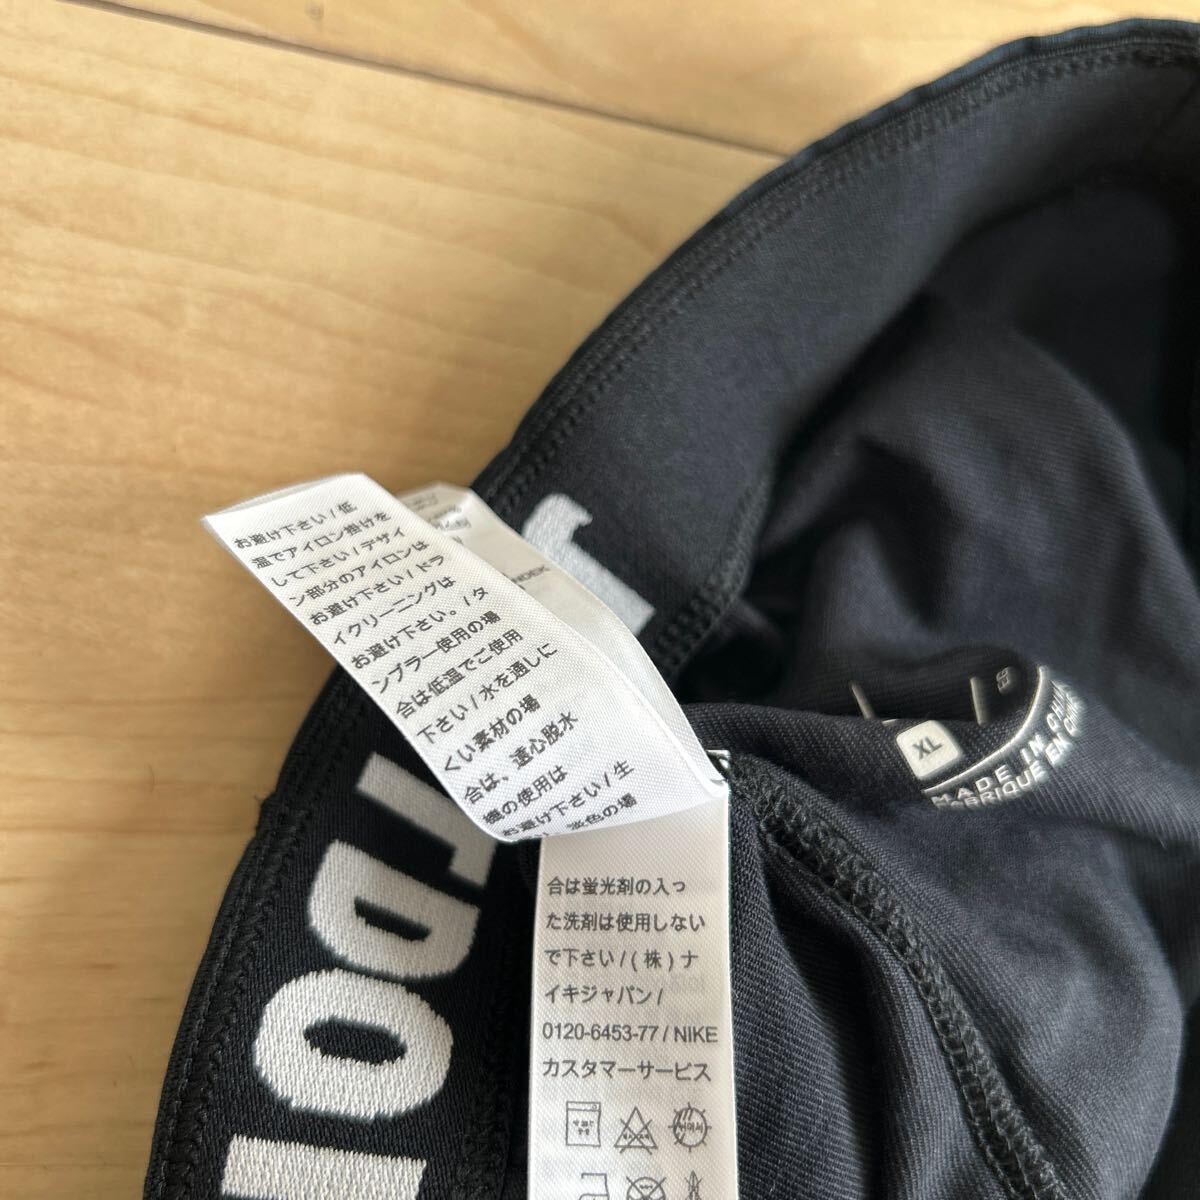 お避け下さい/低
温でアイロン掛けを
して下さい/デザイ
ン部分のアイロンは
お避け下さい/ドラ
イクリーニングは
お避け下さい。/タ
ンブラー使用の場
合は低温でご使用
下さい/水を通しに
くい素材の場
合は、遠心脱水
機の使用は
お避け下さい/生
淡色の場
合は蛍光剤の入っ
た洗剤は使用しない
で下さい/(株)ナ
イキジャパン/
0120-6453-77/NIKE
カスタマーサービス
XL
MADE IN CHINA
FABRIQUÉ EN